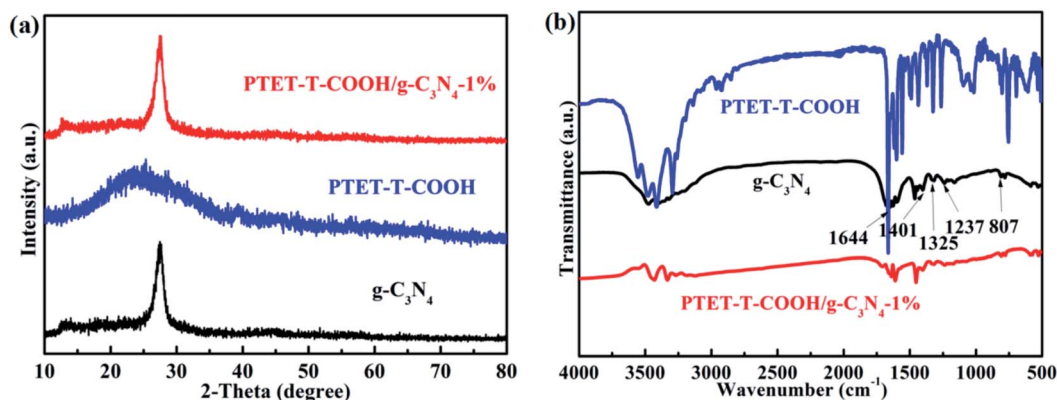 (a)
PTET-T-COOH/g-C₃N₄-1%
PTET-T-COOH
g-C₃N₄
Intensity (a.u.)
10 20 30 40 50 60 70 80
2-Theta (degree)
(b)
PTET-T-COOH
g-C₃N₄
1644 1401 1325 1237 807
PTET-T-COOH/g-C₃N₄-1%
Transmittance (a.u.)
4000 3500 3000 2500 2000 1500 1000 500
Wavenumber (cm⁻¹)